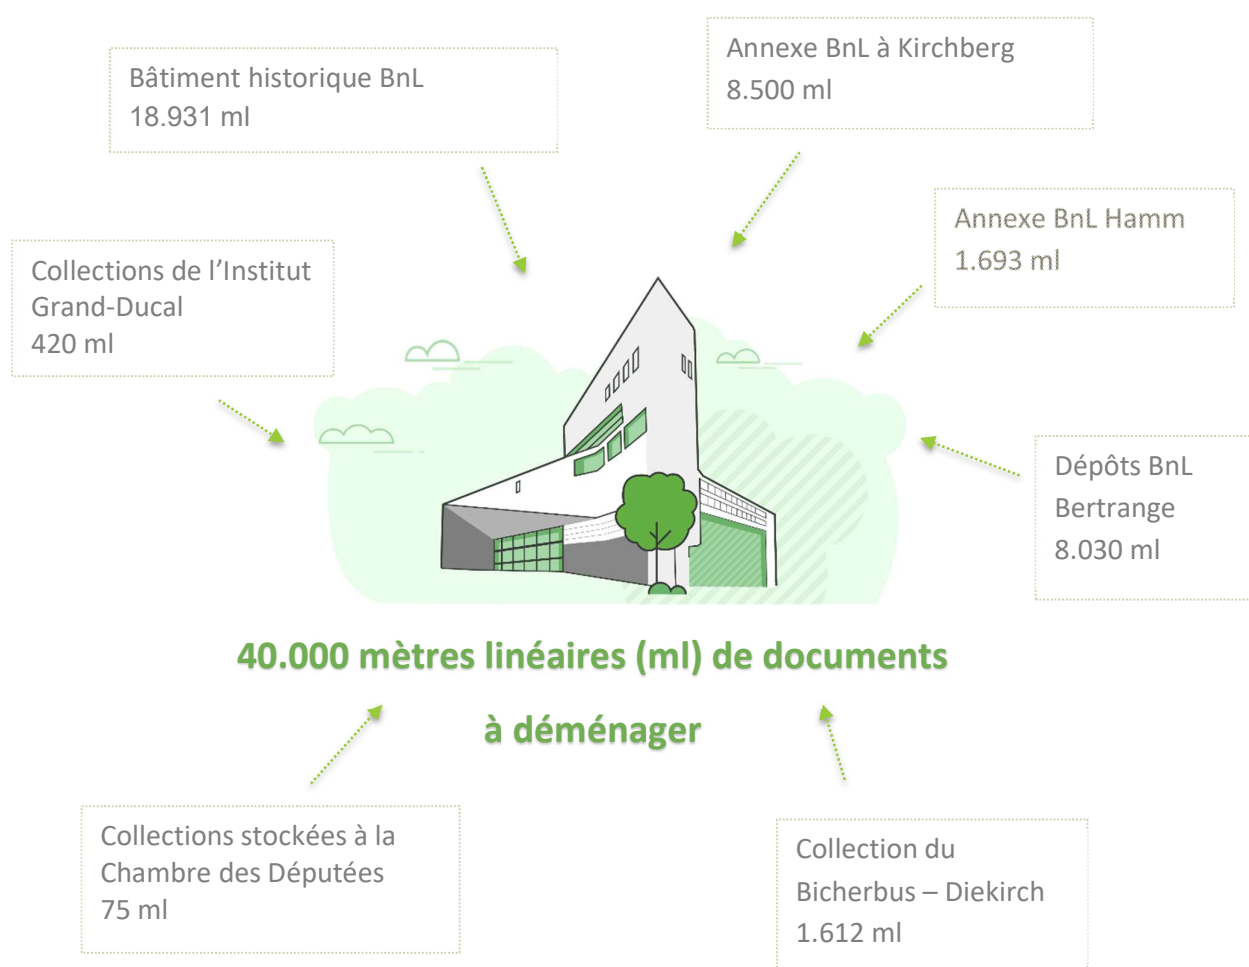 Bâtiment historique BnL
18.931 ml
Annexe BnL à Kirchberg
8.500 ml
Annexe BnL Hamm
1.693 ml
Collections de l’Institut
Grand-Ducal
420 ml
Dépôts BnL
Bertrange
8.030 ml
40.000 mètres linéaires (ml) de documents
à déménager
Collections stockées à la
Chambre des Députées
75 ml
Collection du
Bicherbus – Diekirch
1.612 ml